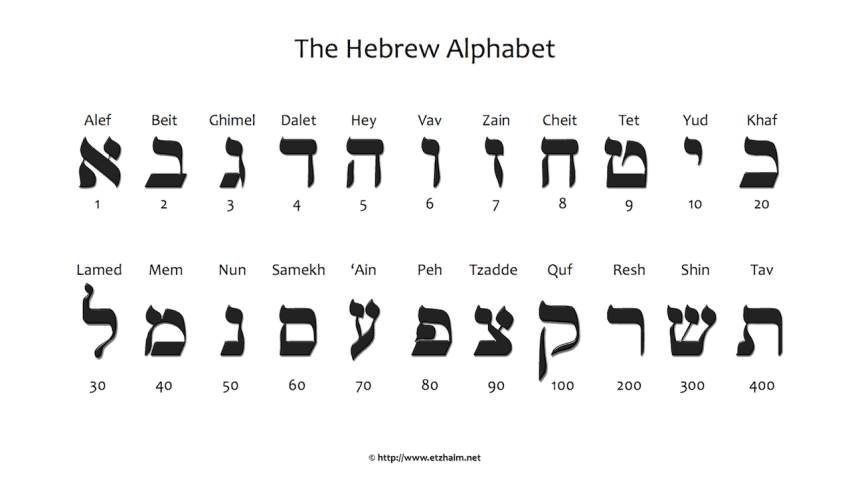 The Hebrew Alphabet
Alef Beit Ghimel Dalet Hey Vav Zain Cheit Tet Yud Khaf
א ב ג ד ה ו ז ח ט י כ
1 2 3 4 5 6 7 8 9 10 20
Lamed Mem Nun Samekh ‘Ain Peh Tzadde Quf Resh Shin Tav
ל מ נ ם ע פ צ ק ר ש ת
30 40 50 60 70 80 90 100 200 300 400
© http://www.etzhaim.net